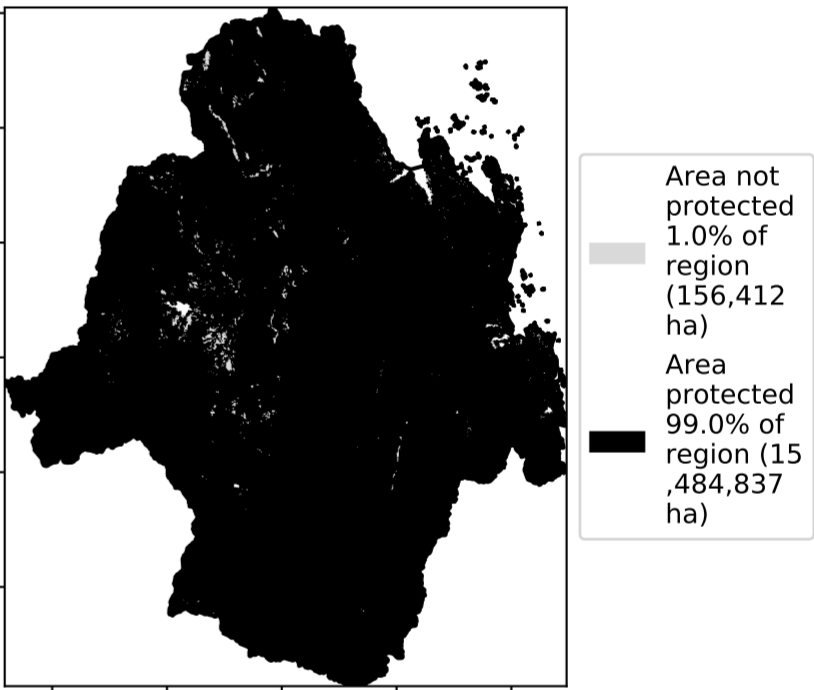 Area not
protected
1.0% of
region
(156,412
ha)
Area
protected
99.0% of
region (15
,484,837
ha)